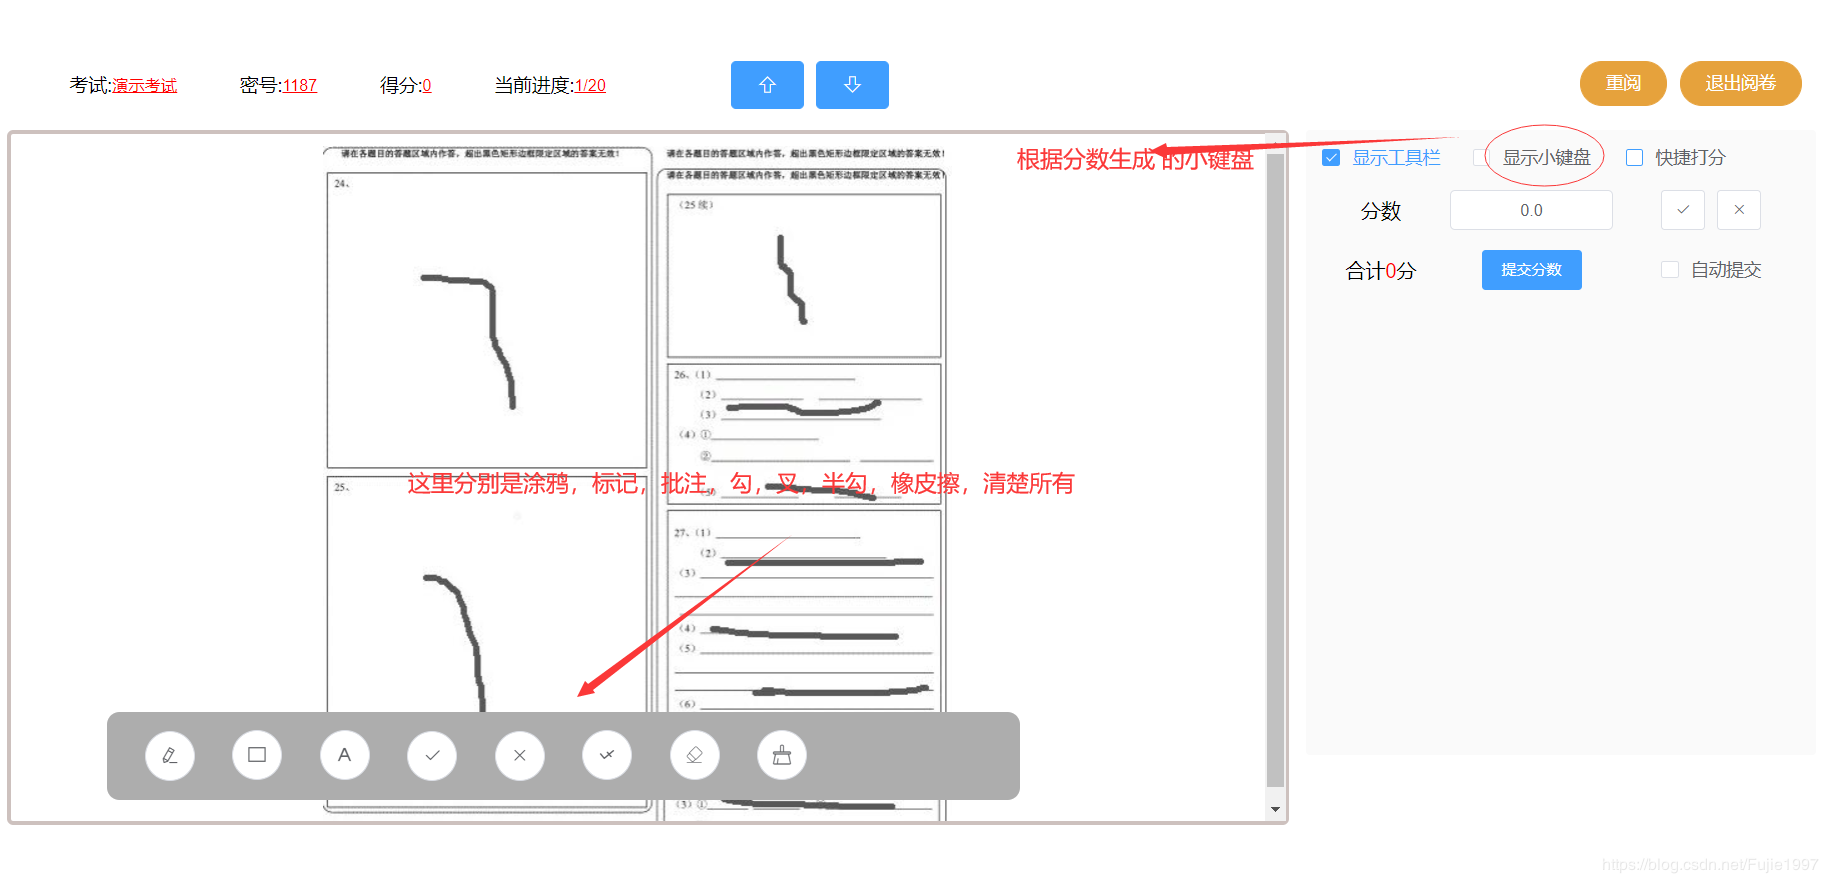 考试:演示考试 密号:1187 得分:0 当前进度:1/20
重阅 退出阅卷
请在各题目的答题区域内作答，超出黑色矩形边框限定区域的答案无效!
请在各题目的答题区域内作答，超出黑色矩形边框限定区域的答案无效!
请在各题目的答题区域内作答，超出黑色矩形边框限定区域的答案无效!
根据分数生成 的小键盘
显示工具栏 显示小键盘 快捷打分
分数 0.0
合计0分 提交分数 自动提交
24、
25、
(25 续)
26、(1)
(2)
(3)
(4) ①
②
这里分别是涂鸦，标记，批注，勾，叉，半勾，橡皮擦，清楚所有
27、(1)
(2)
(3)
(4)
(5)
(6)
A
(3) ①
https://blog.csdn.net/Fujie1997